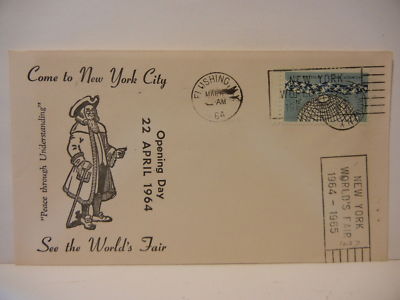 Come to New York City
"Peace through Understanding"
Opening Day
22 APRIL 1964
See the World's Fair
FLUSHING, N.Y.
AM
64
NEW YORK
NEW YORK
WORLD'S FAIR
1964-1965